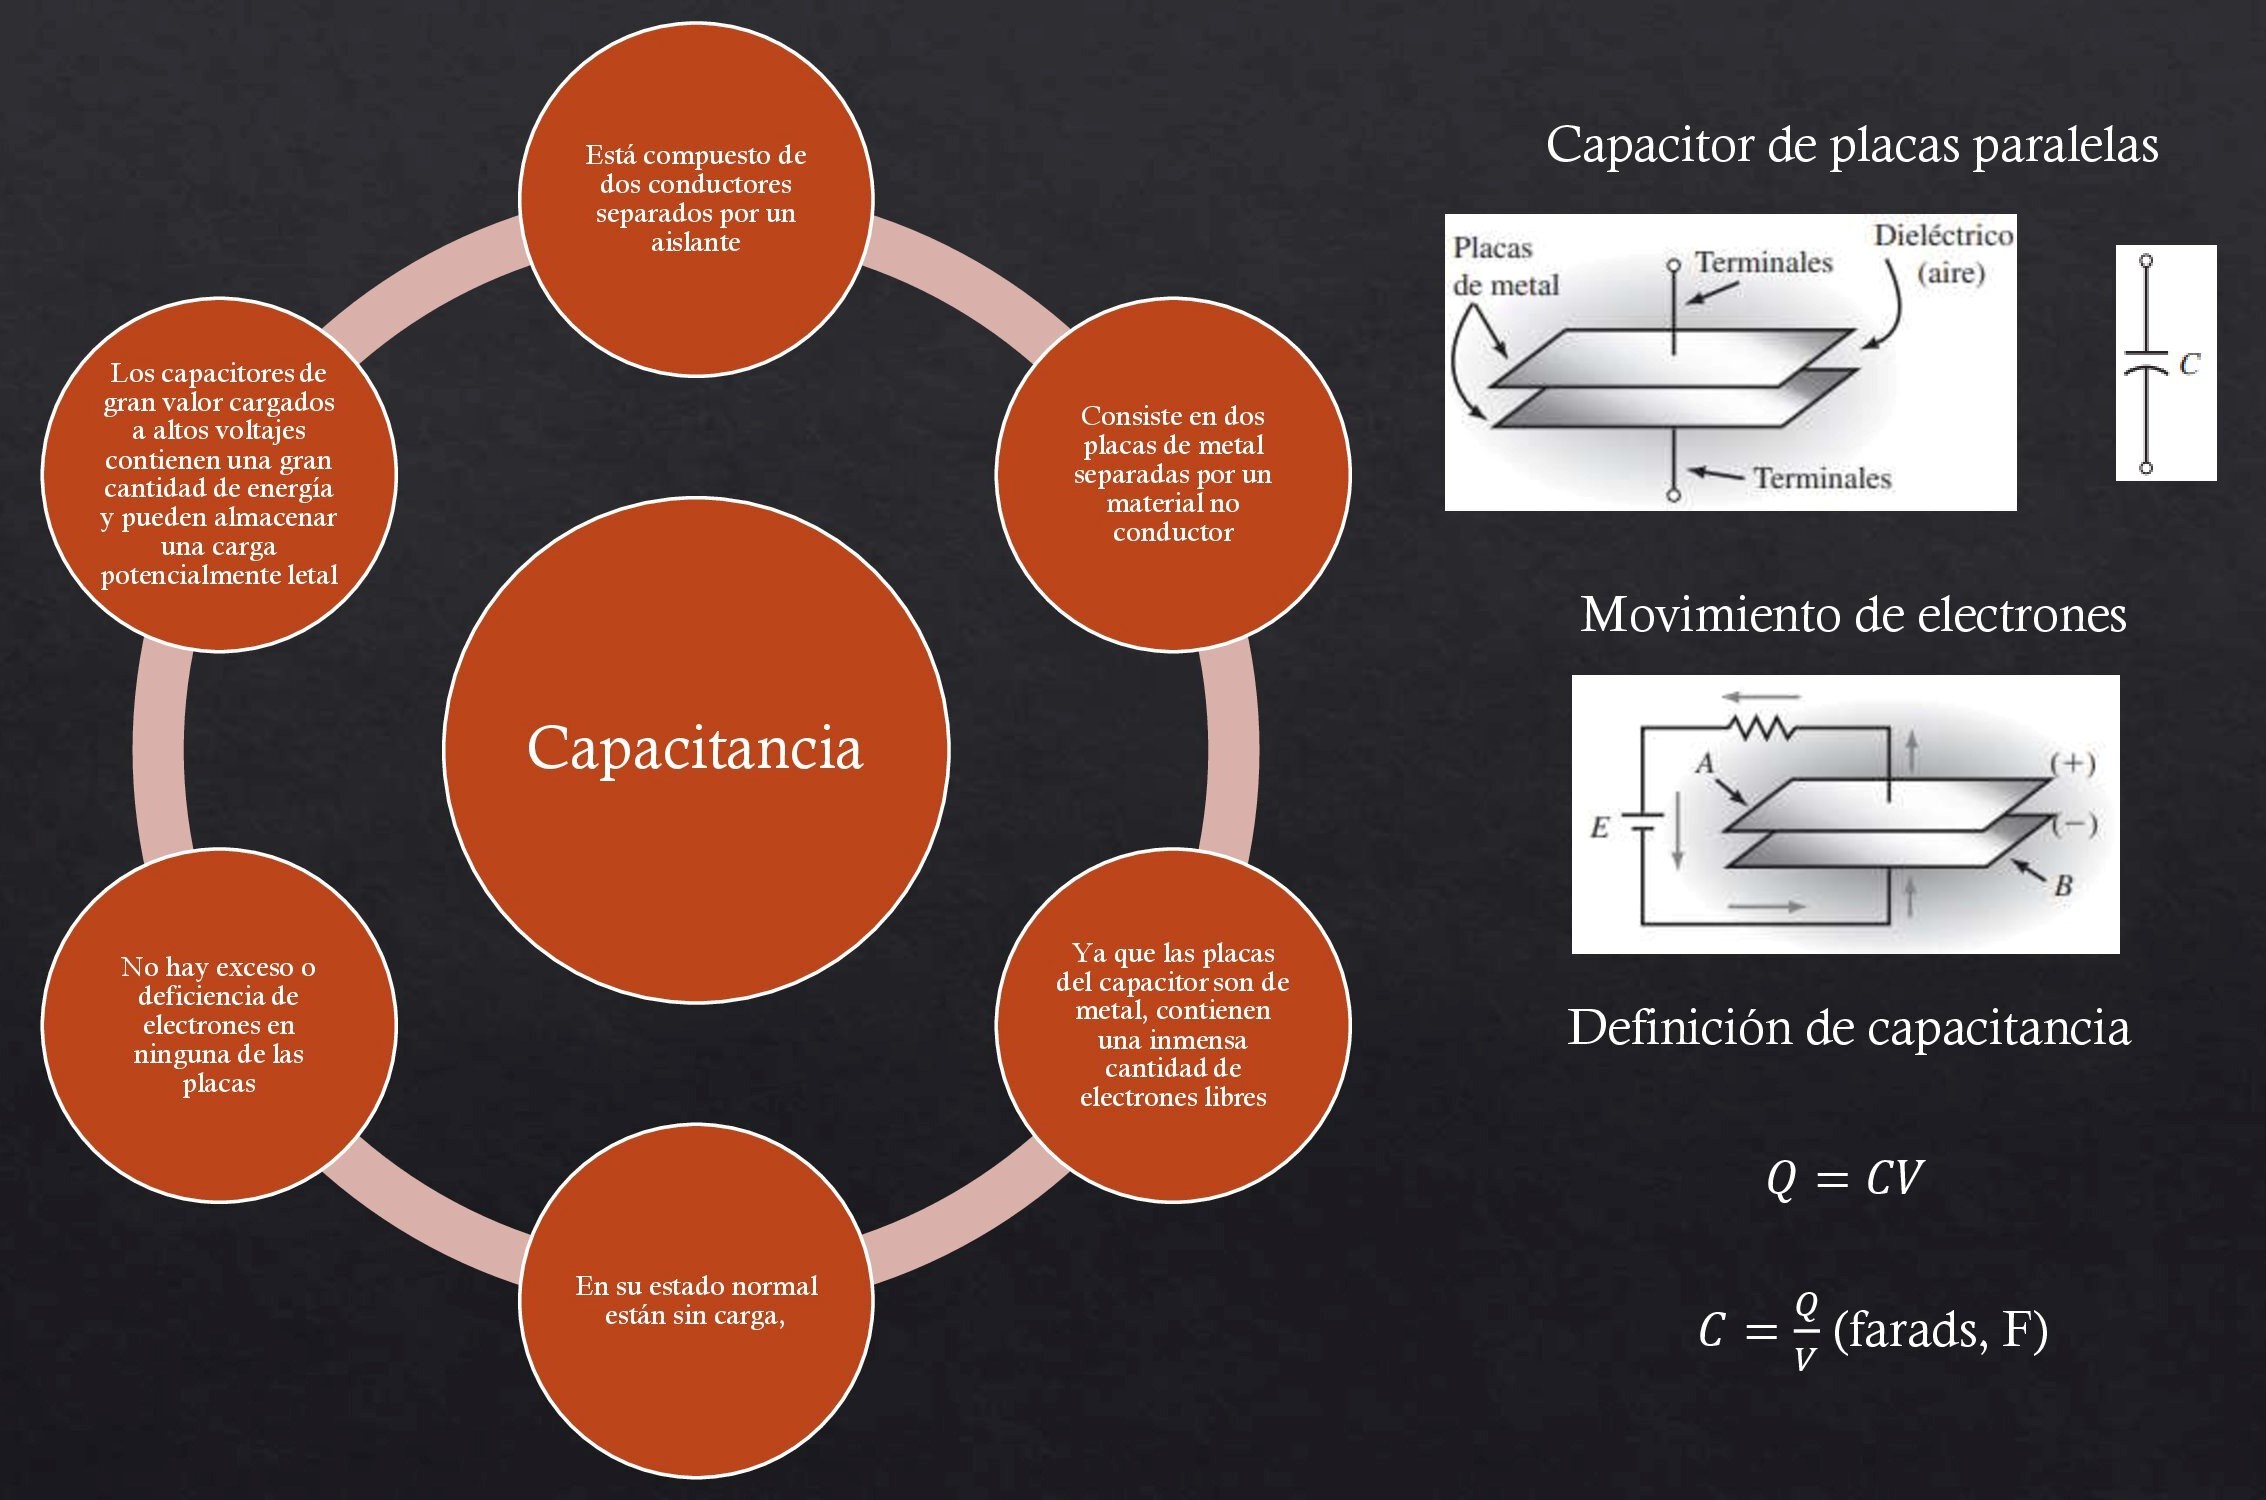 Está compuesto de
dos conductores
separados por un
aislante
Consiste en dos
placas de metal
separadas por un
material no
conductor
Ya que las placas
del capacitor son de
metal, contienen
una inmensa
cantidad de
electrones libres
En su estado normal
están sin carga,
No hay exceso o
deficiencia de
electrones en
ninguna de las
placas
Los capacitores de
gran valor cargados
a altos voltajes
contienen una gran
cantidad de energía
y pueden almacenar
una carga
potencialmente letal
Capacitancia
Capacitor de placas paralelas
Placas
de metal
Terminales
Dieléctrico
(aire)
Terminales
C
Movimiento de electrones
A
(+)
E
(−)
B
Definición de capacitancia
Q = CV
C = Q/V (farads, F)